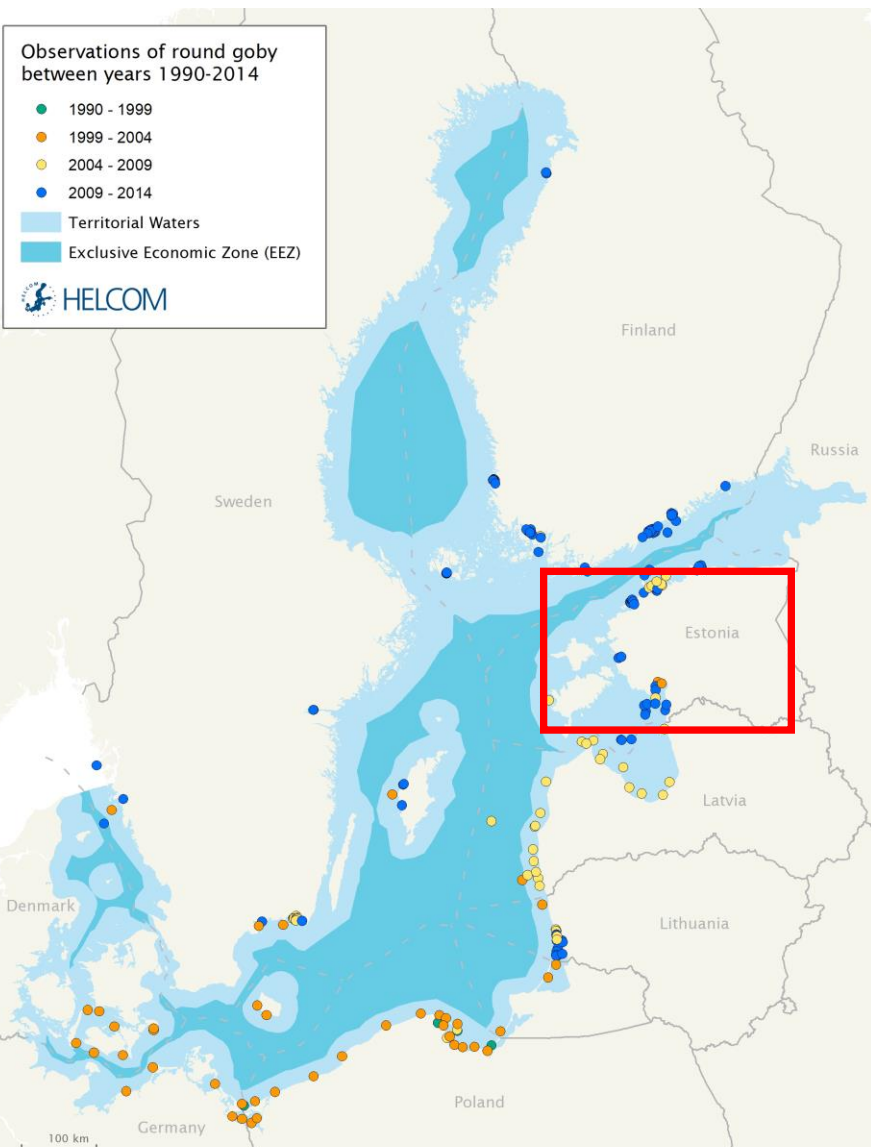 Observations of round goby
between years 1990-2014
1990 - 1999
1999 - 2004
2004 - 2009
2009 - 2014
Territorial Waters
Exclusive Economic Zone (EEZ)
HELCOM
Finland
Russia
Sweden
Estonia
Latvia
Denmark
Lithuania
Poland
Germany
100 km